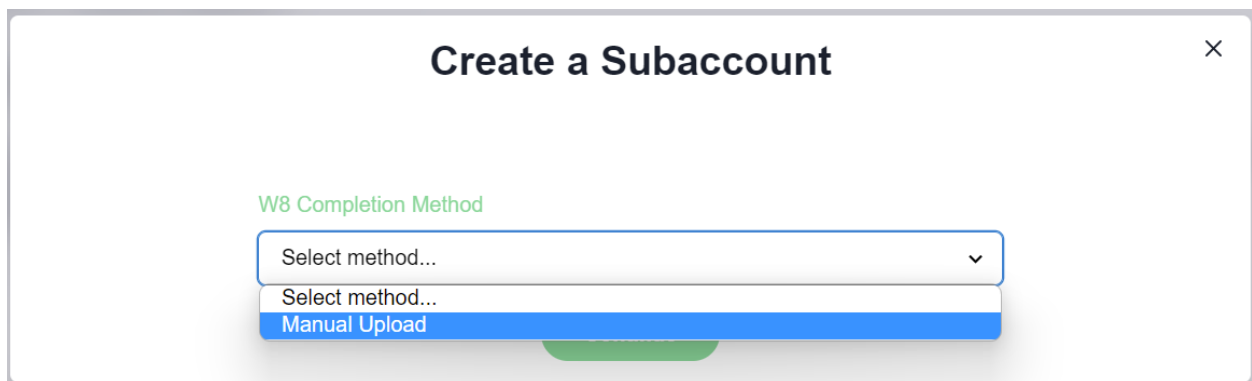 Create a Subaccount
W8 Completion Method
Select method...
Select method...
Manual Upload